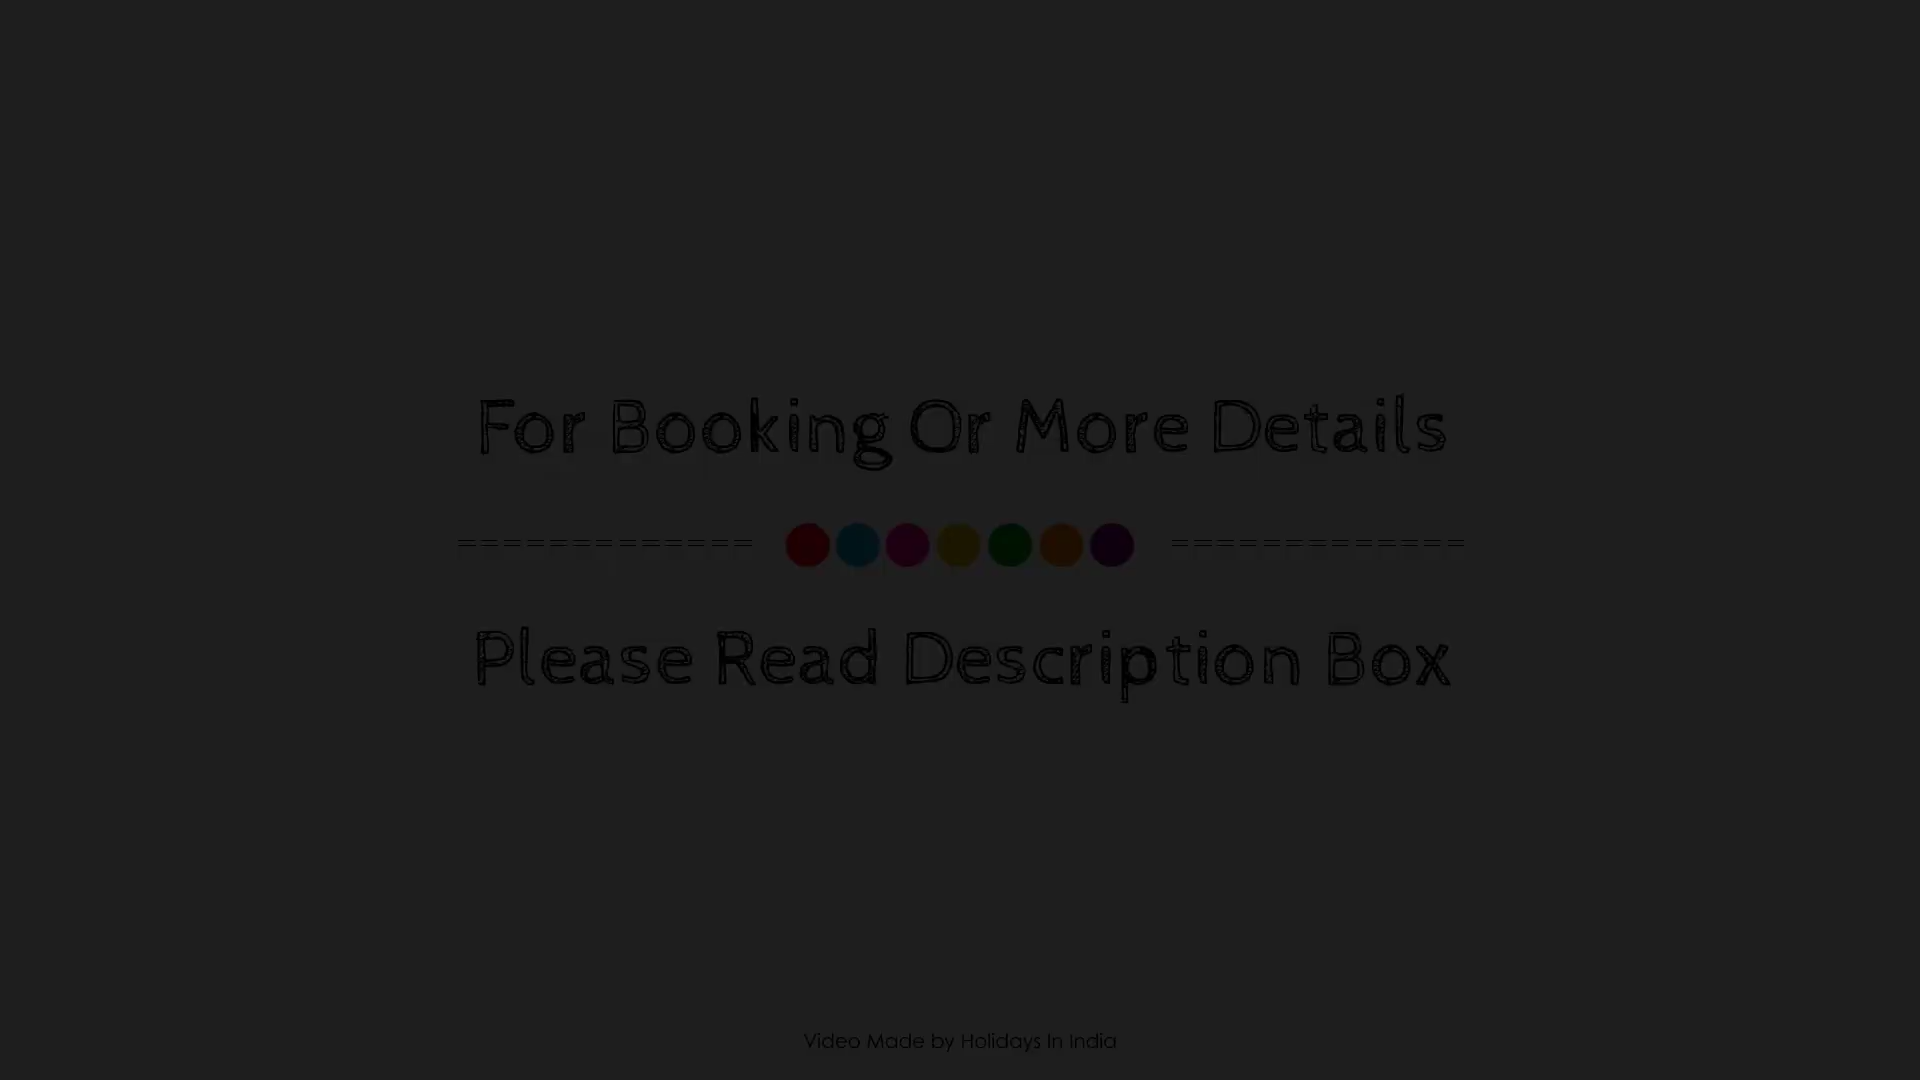 For Booking Or More Details
============= =============
Please Read Description Box
Video Made by Holidays In India